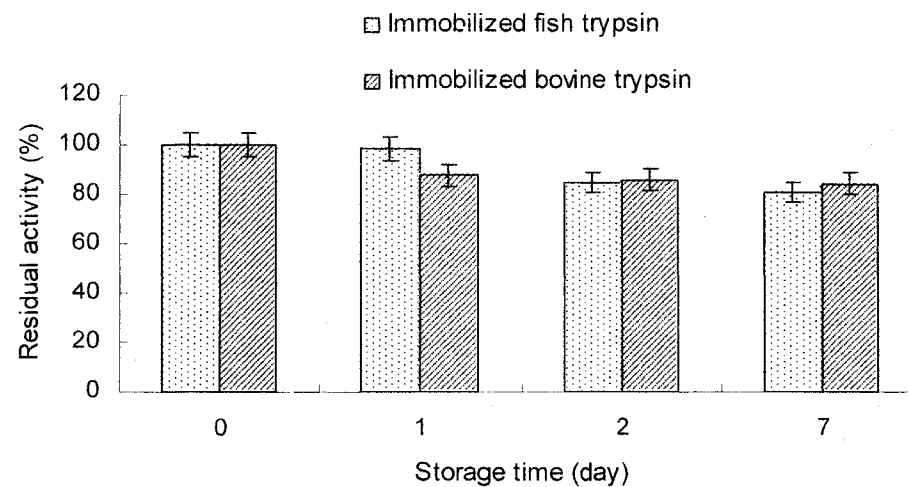 Immobilized fish trypsin
Immobilized bovine trypsin
120
100
80
60
40
20
0
Residual activity (%)
0 1 2 7
Storage time (day)